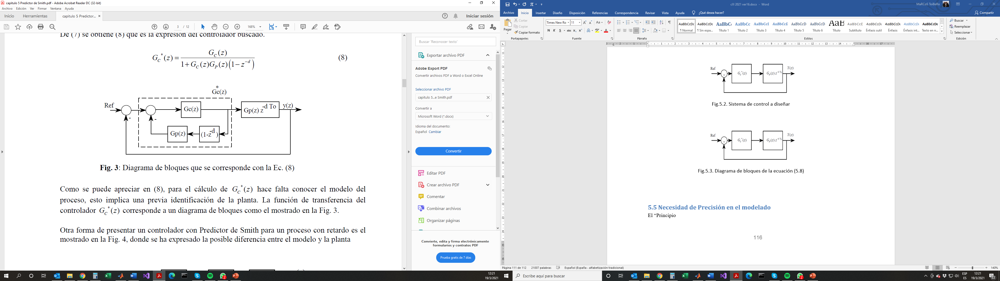 capitulo 5 Predictor de Smith.pdf - Adobe Acrobat Reader DC (32-bit)
Archivo Edición Ver Firmar Ventana Ayuda
Inicio Herramientas capitulo 5 Predictor... × Iniciar sesión
3 / 12 168%
De (7) se obtiene (8) que es la expresión del controlador buscado.
G_C^*(z) = G_C(z) / (1 + G_C(z)G_P(z)(1 − z^{-d})) (8)
*
Gc(z)
Ref
Gc(z)
Gp(z) z^{-d To}
y(z)
-
-
Gp(z)
(1-z^{-d})
Fig. 3: Diagrama de bloques que se corresponde con la Ec. (8)
Como se puede apreciar en (8), para el cálculo de G_C^*(z) hace falta conocer el modelo del
proceso, esto implica una previa identificación de la planta. La función de transferencia del
controlador G_C^*(z) corresponde a un diagrama de bloques como el mostrado en la Fig. 3.
Otra forma de presentar un controlador con Predictor de Smith para un proceso con retardo es el
mostrado en la Fig. 4, donde se ha expresado la posible diferencia entre el modelo y la planta
Buscar 'Reconocer texto'
Exportar archivo PDF
Adobe Export PDF
Convertir archivos PDF a Word o Excel Online
Seleccionar archivo PDF
capitulo 5...e Smith.pdf
Convertir a
Microsoft Word (*.docx)
Idioma del documento:
Español Cambiar
Convertir
Editar PDF
Crear archivo PDF
Comentar
Combinar archivos
Organizar páginas
Convierte, edita y firma electrónicamente
formularios y contratos PDF
Prueba gratis de 7 días
12:21
19/3/2021
clII 2021 ver16.docx - Word
MaRCoS ToiBeRo
Archivo Inicio Insertar Diseño Disposición Referencias Correspondencia Revisar Vista Ayuda ¿Qué desea hacer? Compartir
Pegar
Cortar
Copiar
Copiar formato
Portapapeles
Times New Ro 11
N K S abc x₂ x²
Fuente
Párrafo
AaBbCcDc AaBbCcDc AaBbCc AaBbCc AaBbCcI AaBbCcL AaBbCcD AaBbCcD AaB AaBbCcD AaBbCcDc AaBbCcDc AaBbCcDc AaBbCcDc
¶ Normal ¶ Sin espa... Título 1 Título 2 Título 3 Título 4 Título 5 Título 6 Título Subtítulo Énfasis sutil Énfasis Énfasis int... Texto en n...
Estilos
Buscar
Reemplazar
Seleccionar
Edición
Ref
G_C^*(z)
G_P(z) z^{-d T_0}
Y(z)
-
Fig.5.2. Sistema de control a diseñar
Ref
G_C^*(z)
G_P(z) z^{-d T_0}
Y(z)
-
Fig.5.3. Diagrama de bloques de la ecuación (5.8)
5.5 Necesidad de Precisión en el modelado
El “Principio
116
Página 111 de 112 21007 palabras Español (España - alfabetización tradicional) 140%
Escribe aquí para buscar
ESP
ES
12:21
19/3/2021
22